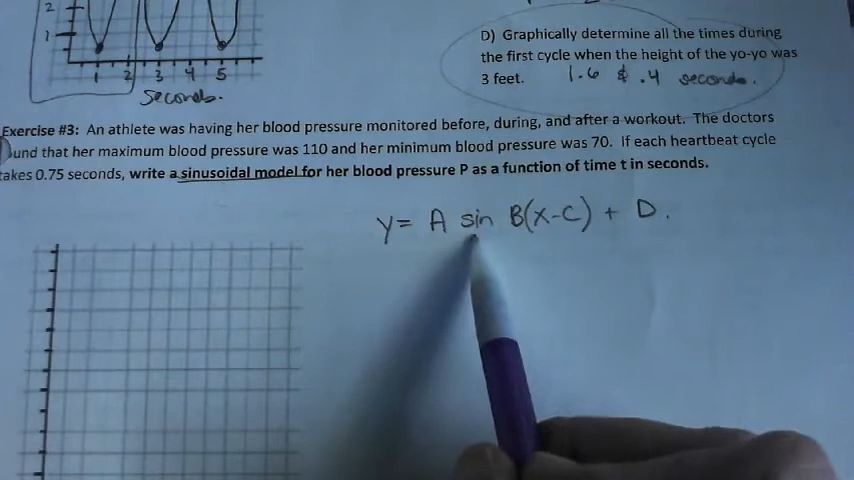 2
1
1 2 3 4 5
Seconds.
D) Graphically determine all the times during
the first cycle when the height of the yo-yo was
3 feet. 1.6 & .4 seconds.
Exercise #3: An athlete was having her blood pressure monitored before, during, and after a workout. The doctors
ound that her maximum blood pressure was 110 and her minimum blood pressure was 70. If each heartbeat cycle
takes 0.75 seconds, write a sinusoidal model for her blood pressure P as a function of time t in seconds.
y = A sin B(x-C) + D.